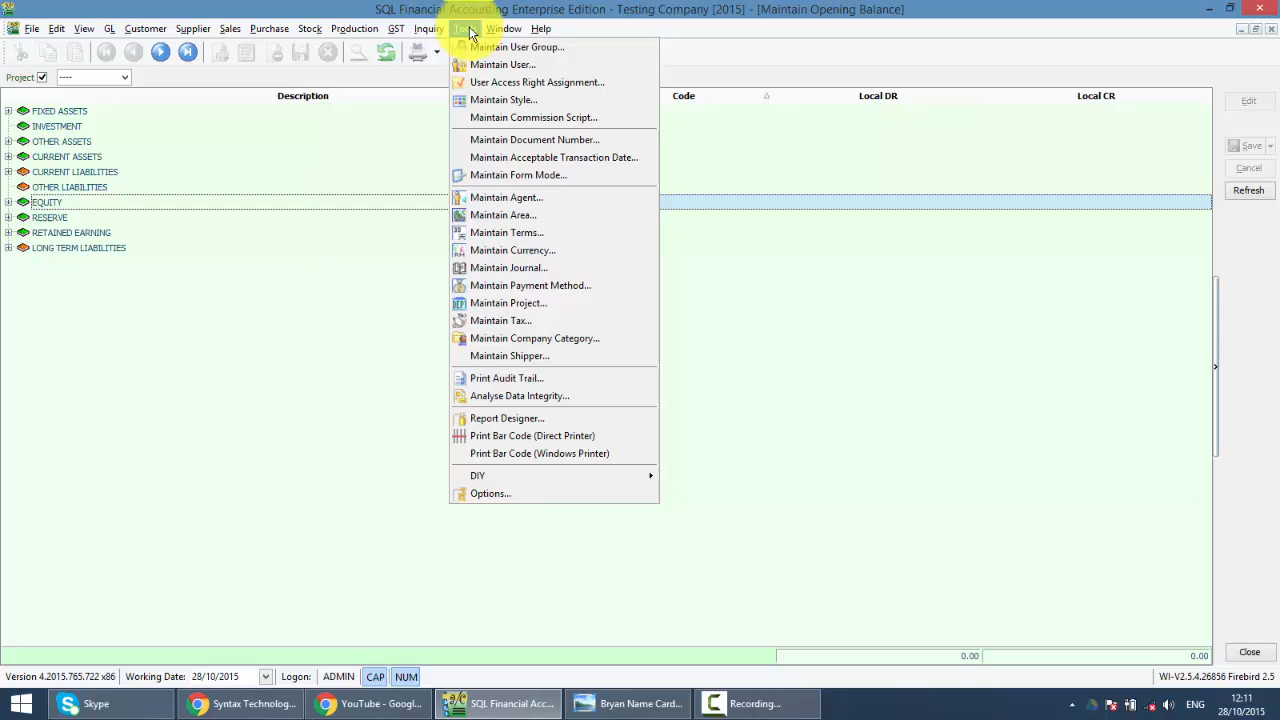 SQL Financial Accounting Enterprise Edition - Testing Company [2015] - [Maintain Opening Balance]
File Edit View GL Customer Supplier Sales Purchase Stock Production GST Inquiry Window Help
Project ----
Description Code Local DR Local CR
FIXED ASSETS
INVESTMENT
OTHER ASSETS
CURRENT ASSETS
CURRENT LIABILITIES
OTHER LIABILITIES
EQUITY
RESERVE
RETAINED EARNING
LONG TERM LIABILITIES
Maintain User Group...
Maintain User...
User Access Right Assignment...
Maintain Style...
Maintain Commission Script...
Maintain Document Number...
Maintain Acceptable Transaction Date...
Maintain Form Mode...
Maintain Agent...
Maintain Area...
Maintain Terms...
Maintain Currency...
Maintain Journal...
Maintain Payment Method...
Maintain Project...
Maintain Tax...
Maintain Company Category...
Maintain Shipper...
Print Audit Trail...
Analyse Data Integrity...
Report Designer...
Print Bar Code (Direct Printer)
Print Bar Code (Windows Printer)
DIY
Options...
Edit
Save
Cancel
Refresh
0.00 0.00
Close
Version 4.2015.765.722 x86 Working Date: 28/10/2015 Logon: ADMIN CAP NUM WI-V2.5.4.26856 Firebird 2.5
Skype Syntax Technolog... YouTube - Googl... SQL Financial Acc... Bryan Name Card... Recording... ENG 12:11
28/10/2015